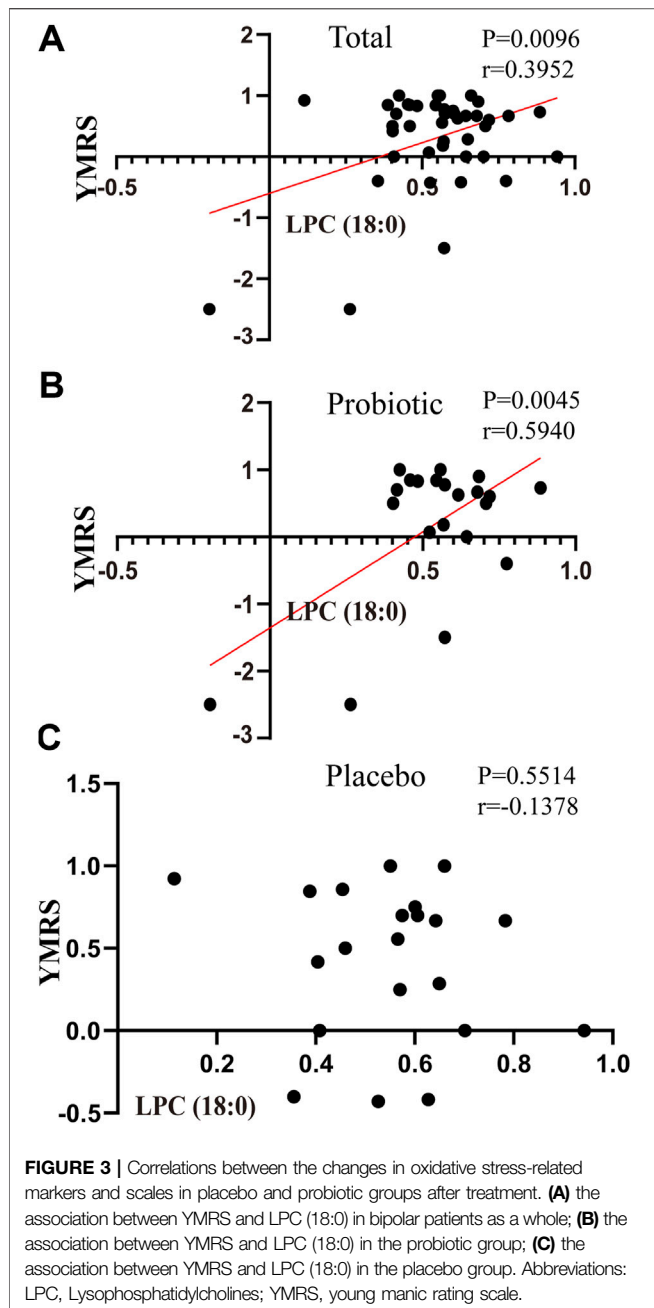 A
Total
P=0.0096
r=0.3952
2
1
0
-0.5
0.5
1.0
-1
-2
-3
YMRS
LPC (18:0)
B
Probiotic
P=0.0045
r=0.5940
2
1
0
-0.5
0.5
1.0
-1
-2
-3
YMRS
LPC (18:0)
C
Placebo
P=0.5514
r=-0.1378
1.5
1.0
0.5
0.0
-0.5
0.2
0.4
0.6
0.8
1.0
YMRS
LPC (18:0)
FIGURE 3 | Correlations between the changes in oxidative stress-related
markers and scales in placebo and probiotic groups after treatment. (A) the
association between YMRS and LPC (18:0) in bipolar patients as a whole; (B) the
association between YMRS and LPC (18:0) in the probiotic group; (C) the
association between YMRS and LPC (18:0) in the placebo group. Abbreviations:
LPC, Lysophosphatidylcholines; YMRS, young manic rating scale.